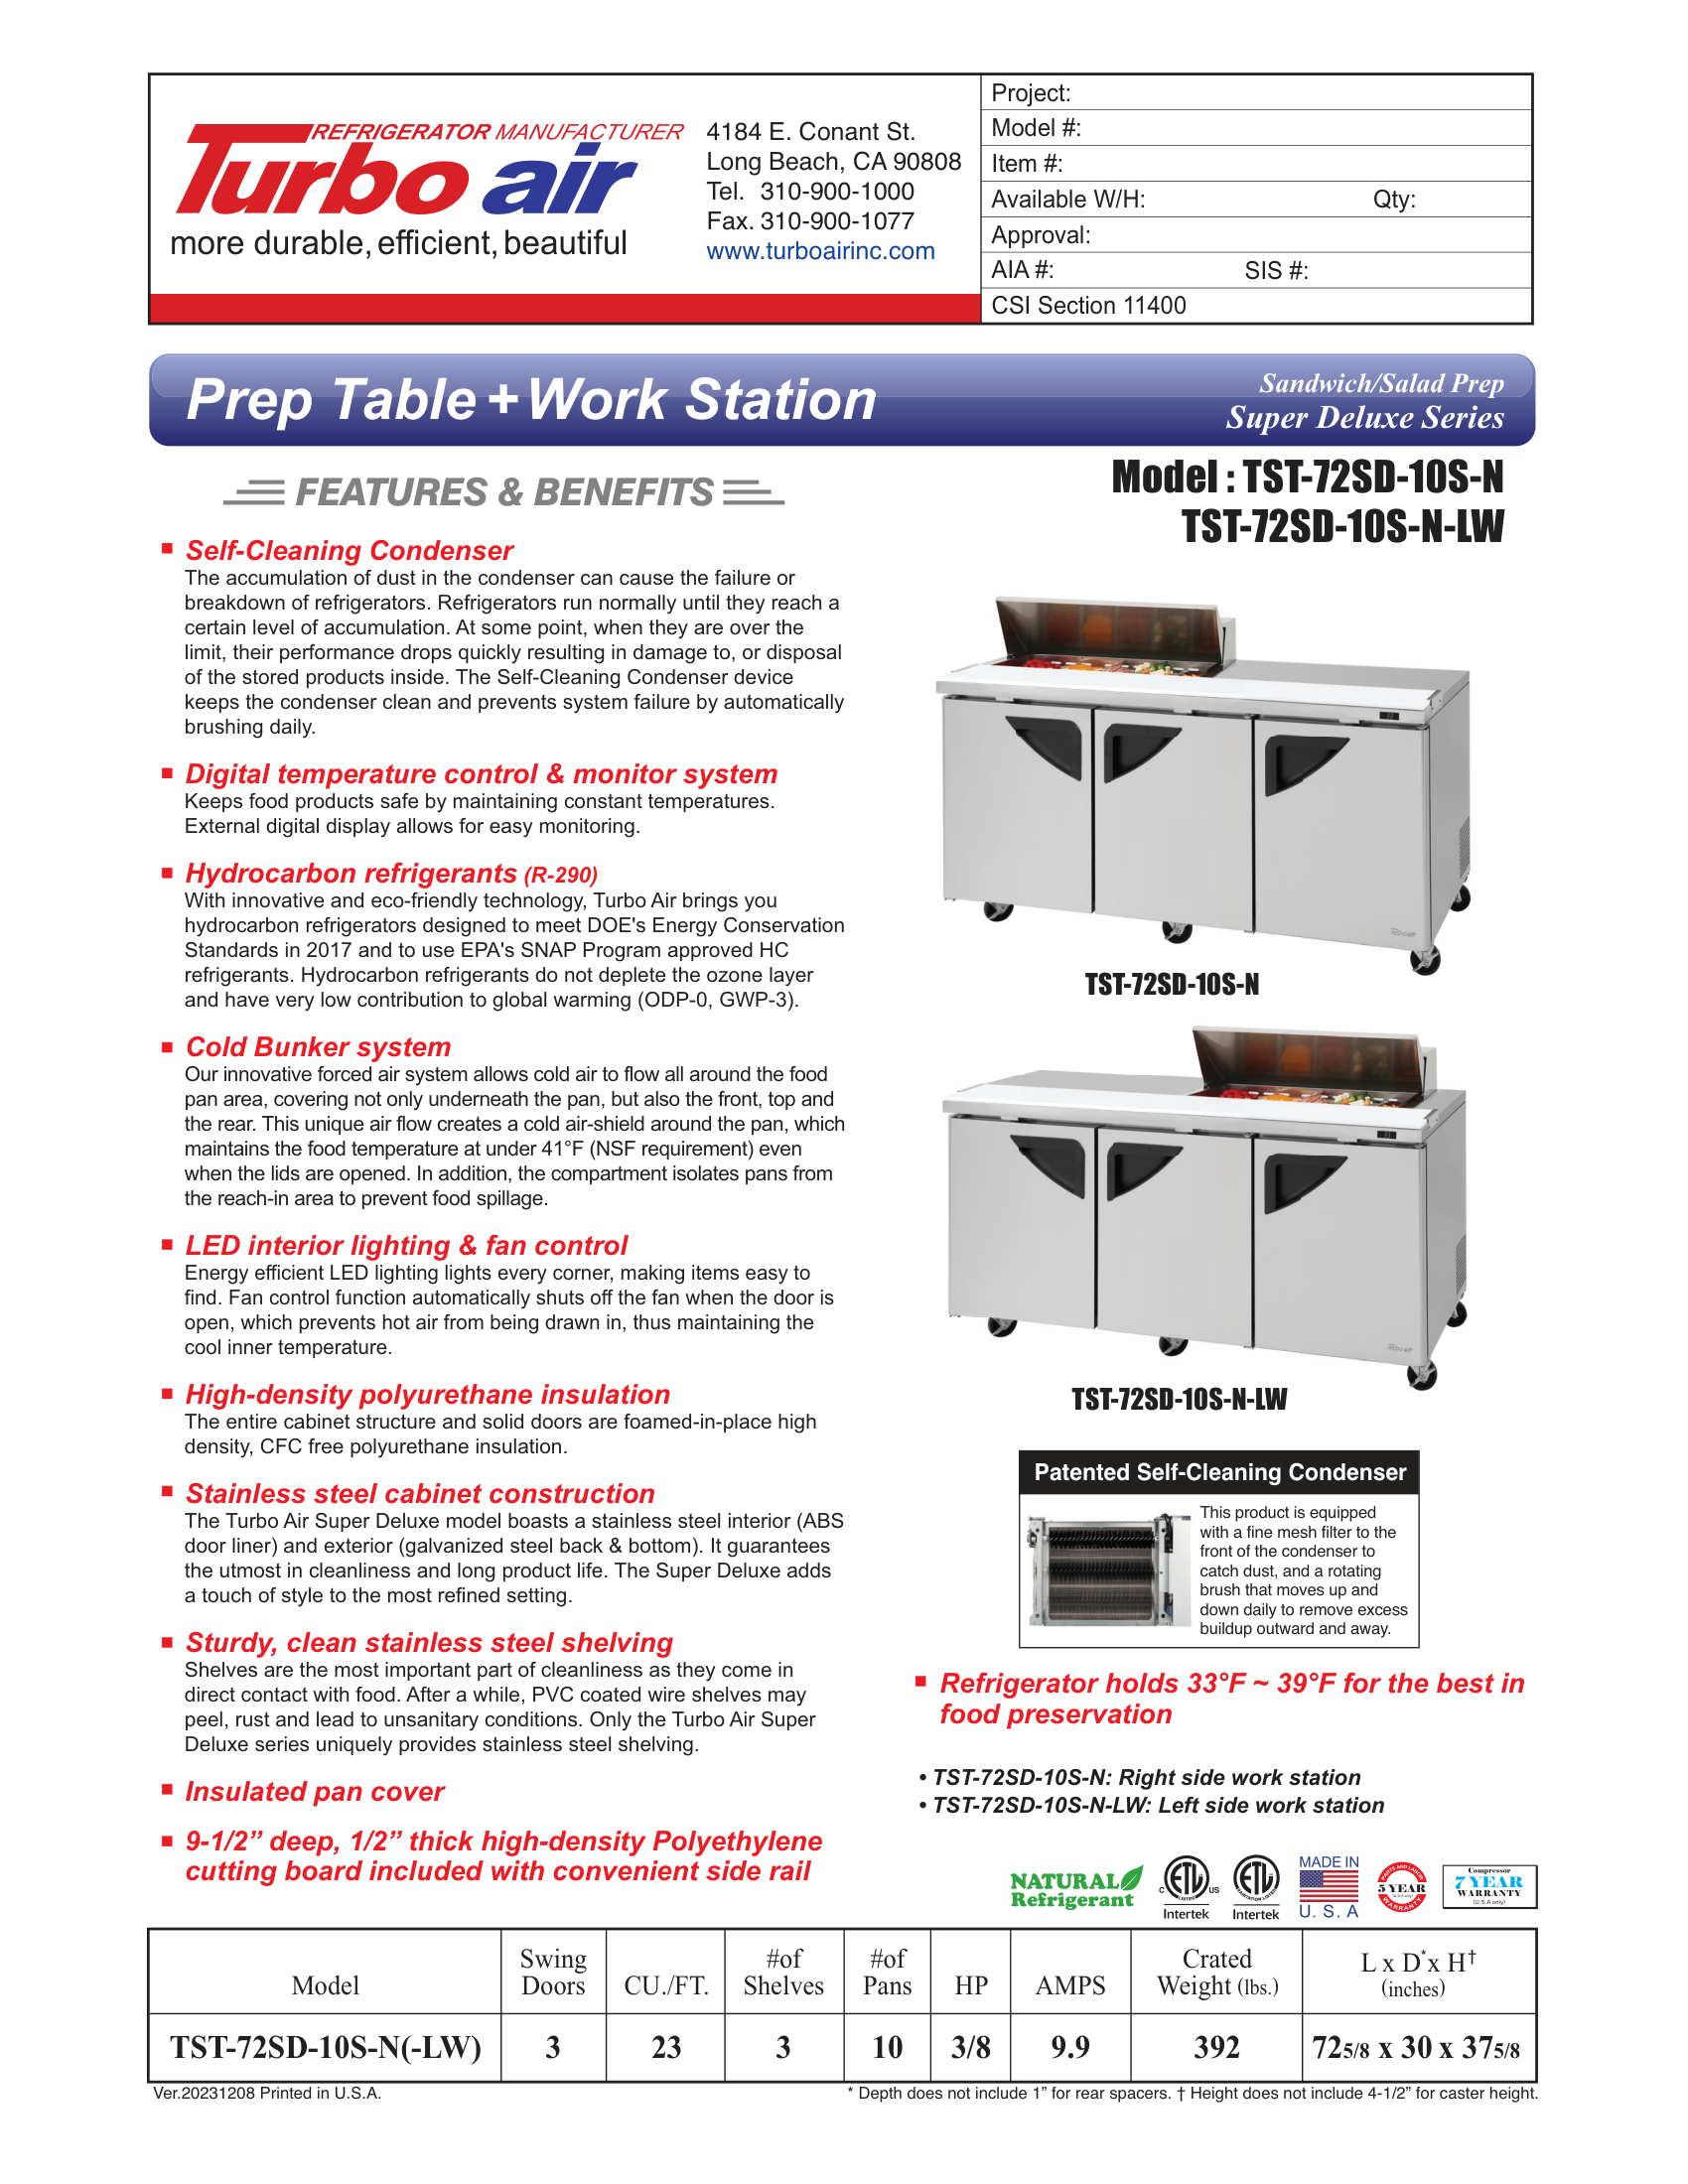 REFRIGERATOR MANUFACTURER
Turbo air
more durable, efficient, beautiful
4184 E. Conant St.
Long Beach, CA 90808
Tel. 310-900-1000
Fax. 310-900-1077
www.turboairinc.com
Project:
Model #:
Item #:
Available W/H: Qty:
Approval:
AIA #: SIS #:
CSI Section 11400
Prep Table + Work Station
Sandwich/Salad Prep
Super Deluxe Series
FEATURES & BENEFITS
Model : TST-72SD-10S-N
TST-72SD-10S-N-LW
Self-Cleaning Condenser
The accumulation of dust in the condenser can cause the failure or
breakdown of refrigerators. Refrigerators run normally until they reach a
certain level of accumulation. At some point, when they are over the
limit, their performance drops quickly resulting in damage to, or disposal
of the stored products inside. The Self-Cleaning Condenser device
keeps the condenser clean and prevents system failure by automatically
brushing daily.
Digital temperature control & monitor system
Keeps food products safe by maintaining constant temperatures.
External digital display allows for easy monitoring.
Hydrocarbon refrigerants (R-290)
With innovative and eco-friendly technology, Turbo Air brings you
hydrocarbon refrigerators designed to meet DOE's Energy Conservation
Standards in 2017 and to use EPA's SNAP Program approved HC
refrigerants. Hydrocarbon refrigerants do not deplete the ozone layer
and have very low contribution to global warming (ODP-0, GWP-3).
Cold Bunker system
Our innovative forced air system allows cold air to flow all around the food
pan area, covering not only underneath the pan, but also the front, top and
the rear. This unique air flow creates a cold air-shield around the pan, which
maintains the food temperature at under 41°F (NSF requirement) even
when the lids are opened. In addition, the compartment isolates pans from
the reach-in area to prevent food spillage.
LED interior lighting & fan control
Energy efficient LED lighting lights every corner, making items easy to
find. Fan control function automatically shuts off the fan when the door is
open, which prevents hot air from being drawn in, thus maintaining the
cool inner temperature.
High-density polyurethane insulation
The entire cabinet structure and solid doors are foamed-in-place high
density, CFC free polyurethane insulation.
Stainless steel cabinet construction
The Turbo Air Super Deluxe model boasts a stainless steel interior (ABS
door liner) and exterior (galvanized steel back & bottom). It guarantees
the utmost in cleanliness and long product life. The Super Deluxe adds
a touch of style to the most refined setting.
Sturdy, clean stainless steel shelving
Shelves are the most important part of cleanliness as they come in
direct contact with food. After a while, PVC coated wire shelves may
peel, rust and lead to unsanitary conditions. Only the Turbo Air Super
Deluxe series uniquely provides stainless steel shelving.
Insulated pan cover
9-1/2” deep, 1/2” thick high-density Polyethylene
cutting board included with convenient side rail
TST-72SD-10S-N
TST-72SD-10S-N-LW
Patented Self-Cleaning Condenser
This product is equipped
with a fine mesh filter to the
front of the condenser to
catch dust, and a rotating
brush that moves up and
down daily to remove excess
buildup outward and away.
Refrigerator holds 33°F ~ 39°F for the best in
food preservation
• TST-72SD-10S-N: Right side work station
• TST-72SD-10S-N-LW: Left side work station
NATURAL
Refrigerant
C ETL US
LISTED
Intertek
ETL
SANITATION LISTED
Intertek
MADE IN
U. S. A
PARTS AND LABOR
5 YEAR
(U.S.A only)
WARRANTY
Compressor
7 YEAR
WARRANTY
(U.S.A only)
Model Swing Doors CU./FT. #of Shelves #of Pans HP AMPS Crated Weight (lbs.) L x D* x H† (inches)
TST-72SD-10S-N(-LW) 3 23 3 10 3/8 9.9 392 725/8 x 30 x 375/8
Ver.20231208 Printed in U.S.A.
* Depth does not include 1” for rear spacers. † Height does not include 4-1/2” for caster height.